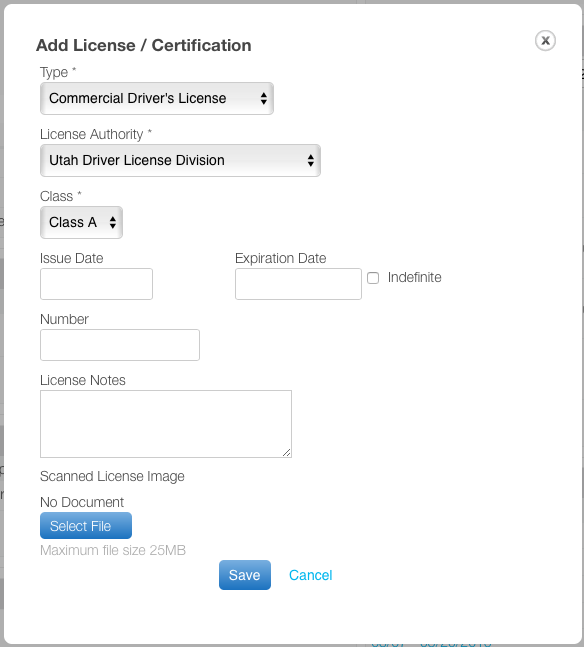 Add License / Certification
x
Type *
Commercial Driver's License
License Authority *
Utah Driver License Division
Class *
Class A
Issue Date
Expiration Date
Indefinite
Number
License Notes
Scanned License Image
No Document
Select File
Maximum file size 25MB
Save
Cancel